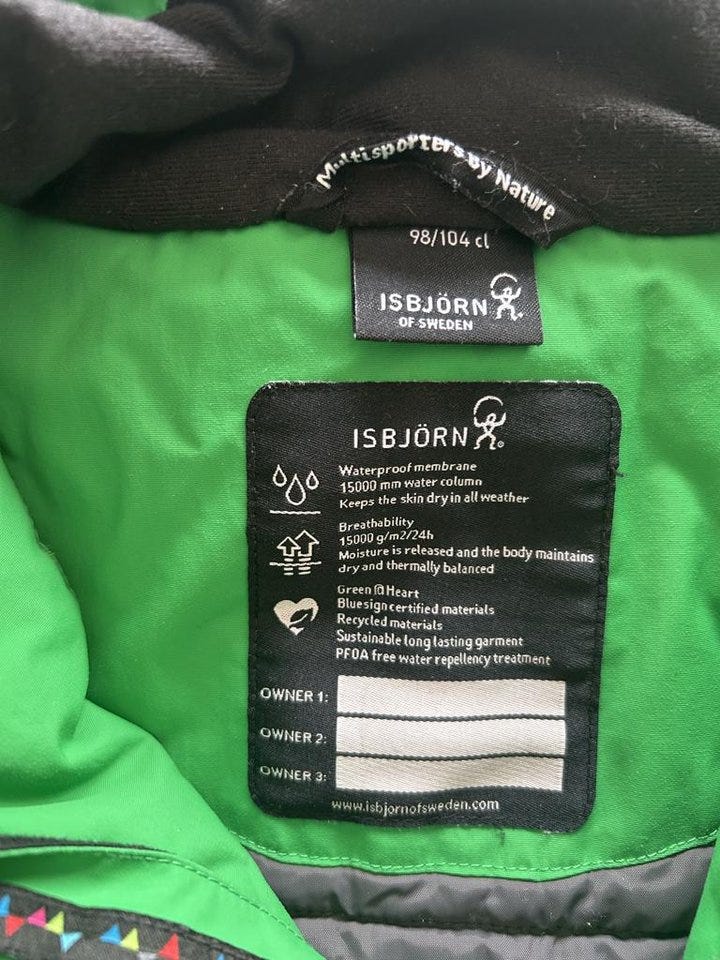 Multisporters By Nature
98/104 cl
ISBJÖRN
OF SWEDEN
ISBJÖRN
Waterproof membrane
15000 mm water column
Keeps the skin dry in all weather
Breathability
15000 g/m2/24h
Moisture is released and the body maintains
dry and thermally balanced
Green @ Heart
Bluesign certified materials
Recycled materials
Sustainable long lasting garment
PFOA free water repellency treatment
OWNER 1:
OWNER 2:
OWNER 3:
www.isbjornofsweden.com